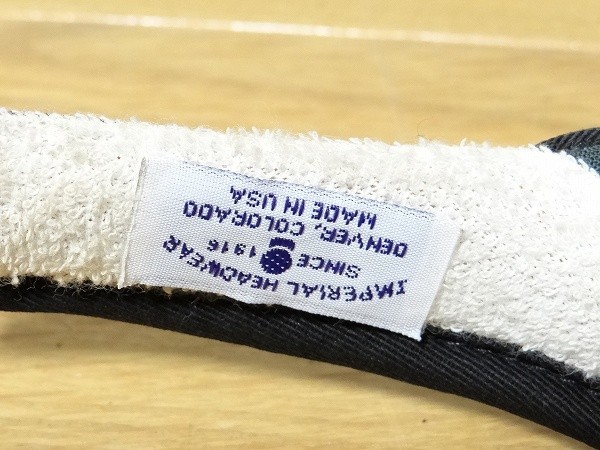 IMPERIAL HEADWEAR
SINCE 1916
DENVER, COLORADO
MADE IN USA